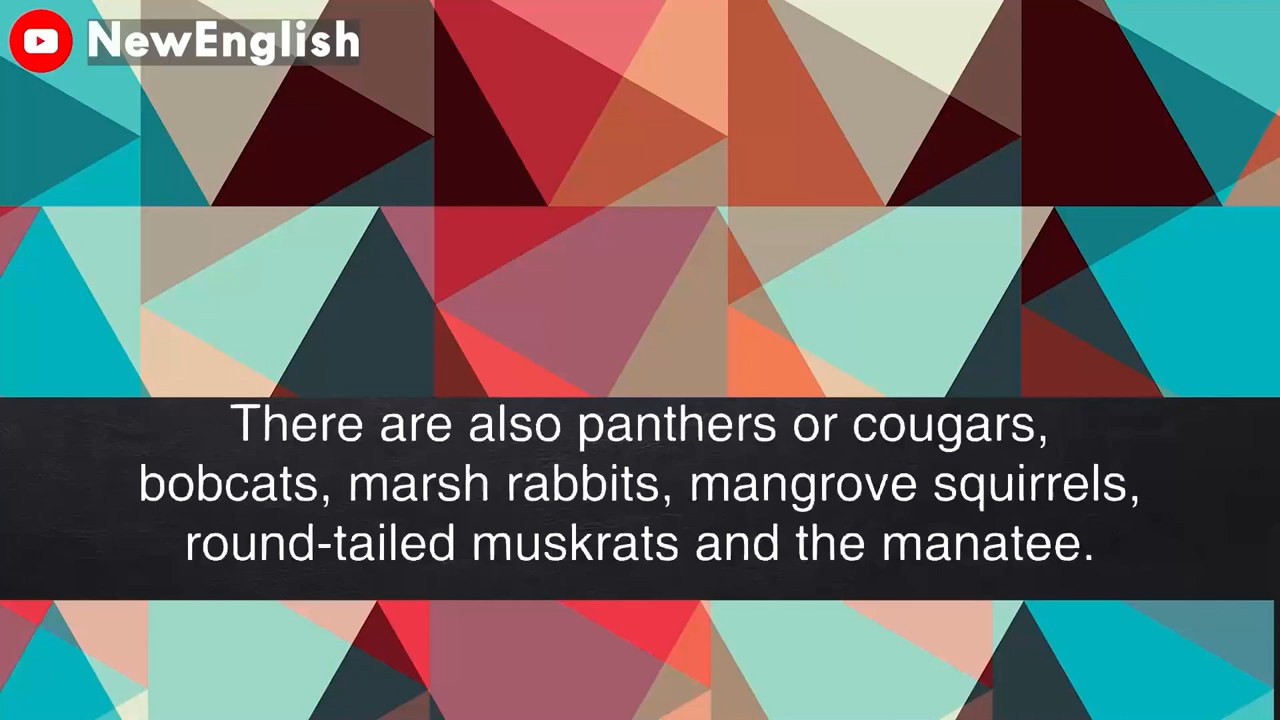 NewEnglish
There are also panthers or cougars,
bobcats, marsh rabbits, mangrove squirrels,
round-tailed muskrats and the manatee.